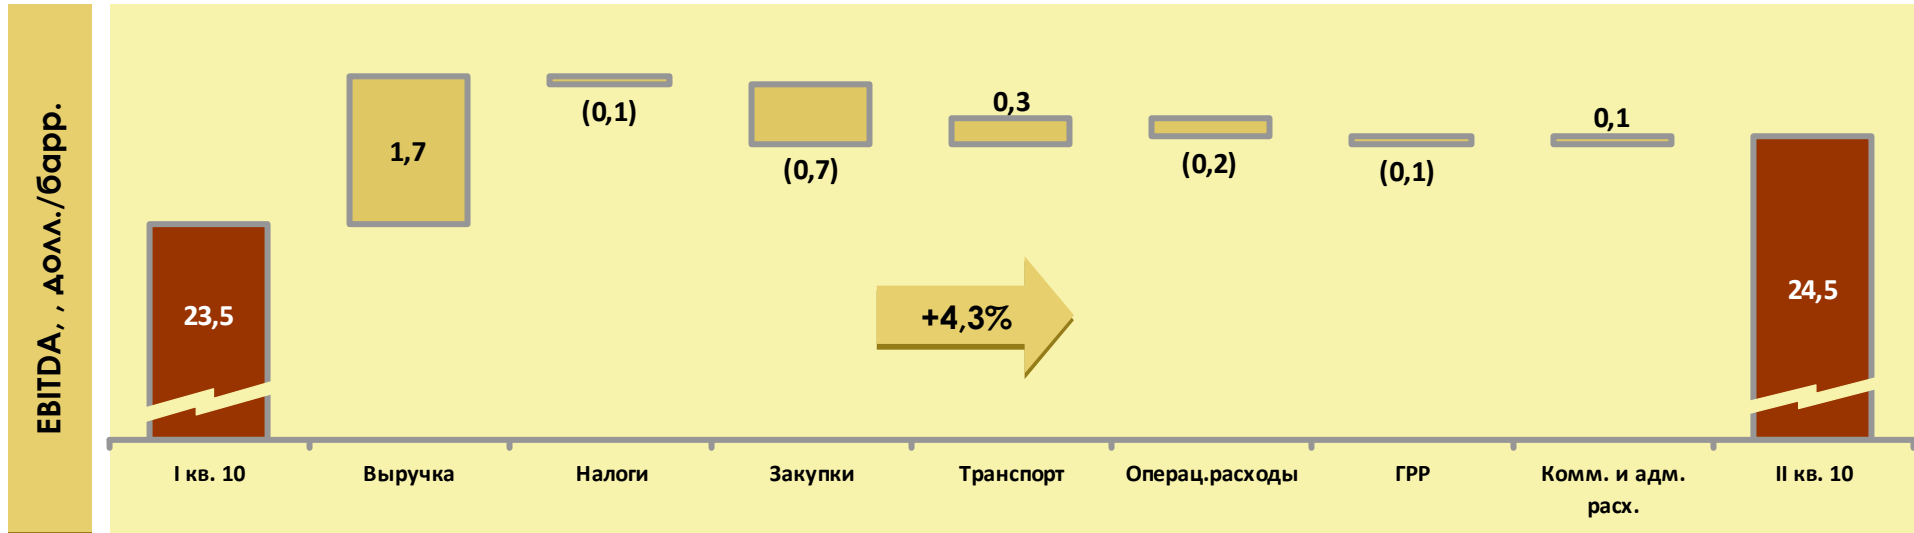 EBITDA, , долл./барр.
1,7
(0,1)
(0,7)
0,3
(0,2)
(0,1)
0,1
23,5
+4,3%
24,5
I кв. 10
Выручка
Налоги
Закупки
Транспорт
Операц.расходы
ГРР
Комм. и адм.
расх.
II кв. 10